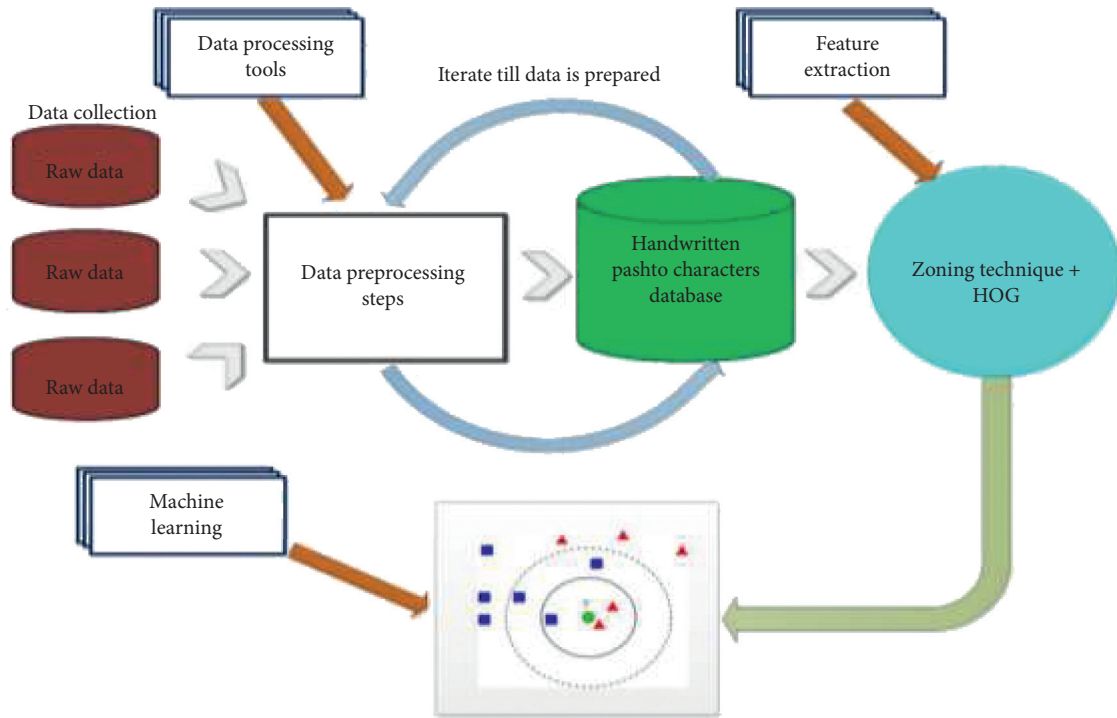 Data processing
tools
Feature
extraction
Iterate till data is prepared
Data collection
Raw data
Raw data
Raw data
Data preprocessing
steps
Handwritten
pashto characters
database
Zoning technique +
HOG
Machine
learning